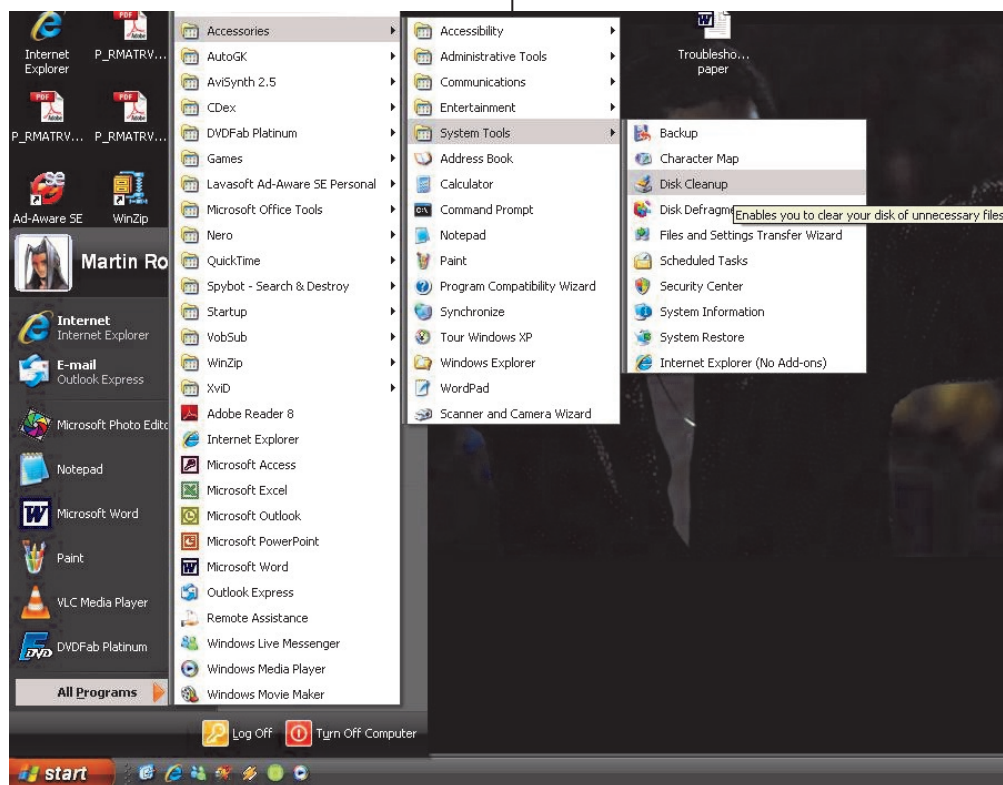 Internet Explorer
P_RMATRV...
P_RMATRV...
P_RMATRV...
Ad-Aware SE
WinZip
Troublesho... paper
Martin Ro
Internet
Internet Explorer
E-mail
Outlook Express
Microsoft Photo Edito
Notepad
Microsoft Word
Paint
VLC Media Player
DVDFab Platinum
All Programs
Accessories
AutoGK
AviSynth 2.5
CDex
DVDFab Platinum
Games
Lavasoft Ad-Aware SE Personal
Microsoft Office Tools
Nero
QuickTime
Spybot - Search & Destroy
Startup
VobSub
WinZip
XviD
Adobe Reader 8
Internet Explorer
Microsoft Access
Microsoft Excel
Microsoft Outlook
Microsoft PowerPoint
Microsoft Word
Outlook Express
Remote Assistance
Windows Live Messenger
Windows Media Player
Windows Movie Maker
Accessibility
Administrative Tools
Communications
Entertainment
System Tools
Address Book
Calculator
Command Prompt
Notepad
Paint
Program Compatibility Wizard
Synchronize
Tour Windows XP
Windows Explorer
WordPad
Scanner and Camera Wizard
Backup
Character Map
Disk Cleanup
Disk Defragme
Enables you to clear your disk of unnecessary files
Files and Settings Transfer Wizard
Scheduled Tasks
Security Center
System Information
System Restore
Internet Explorer (No Add-ons)
Log Off
Turn Off Computer
start